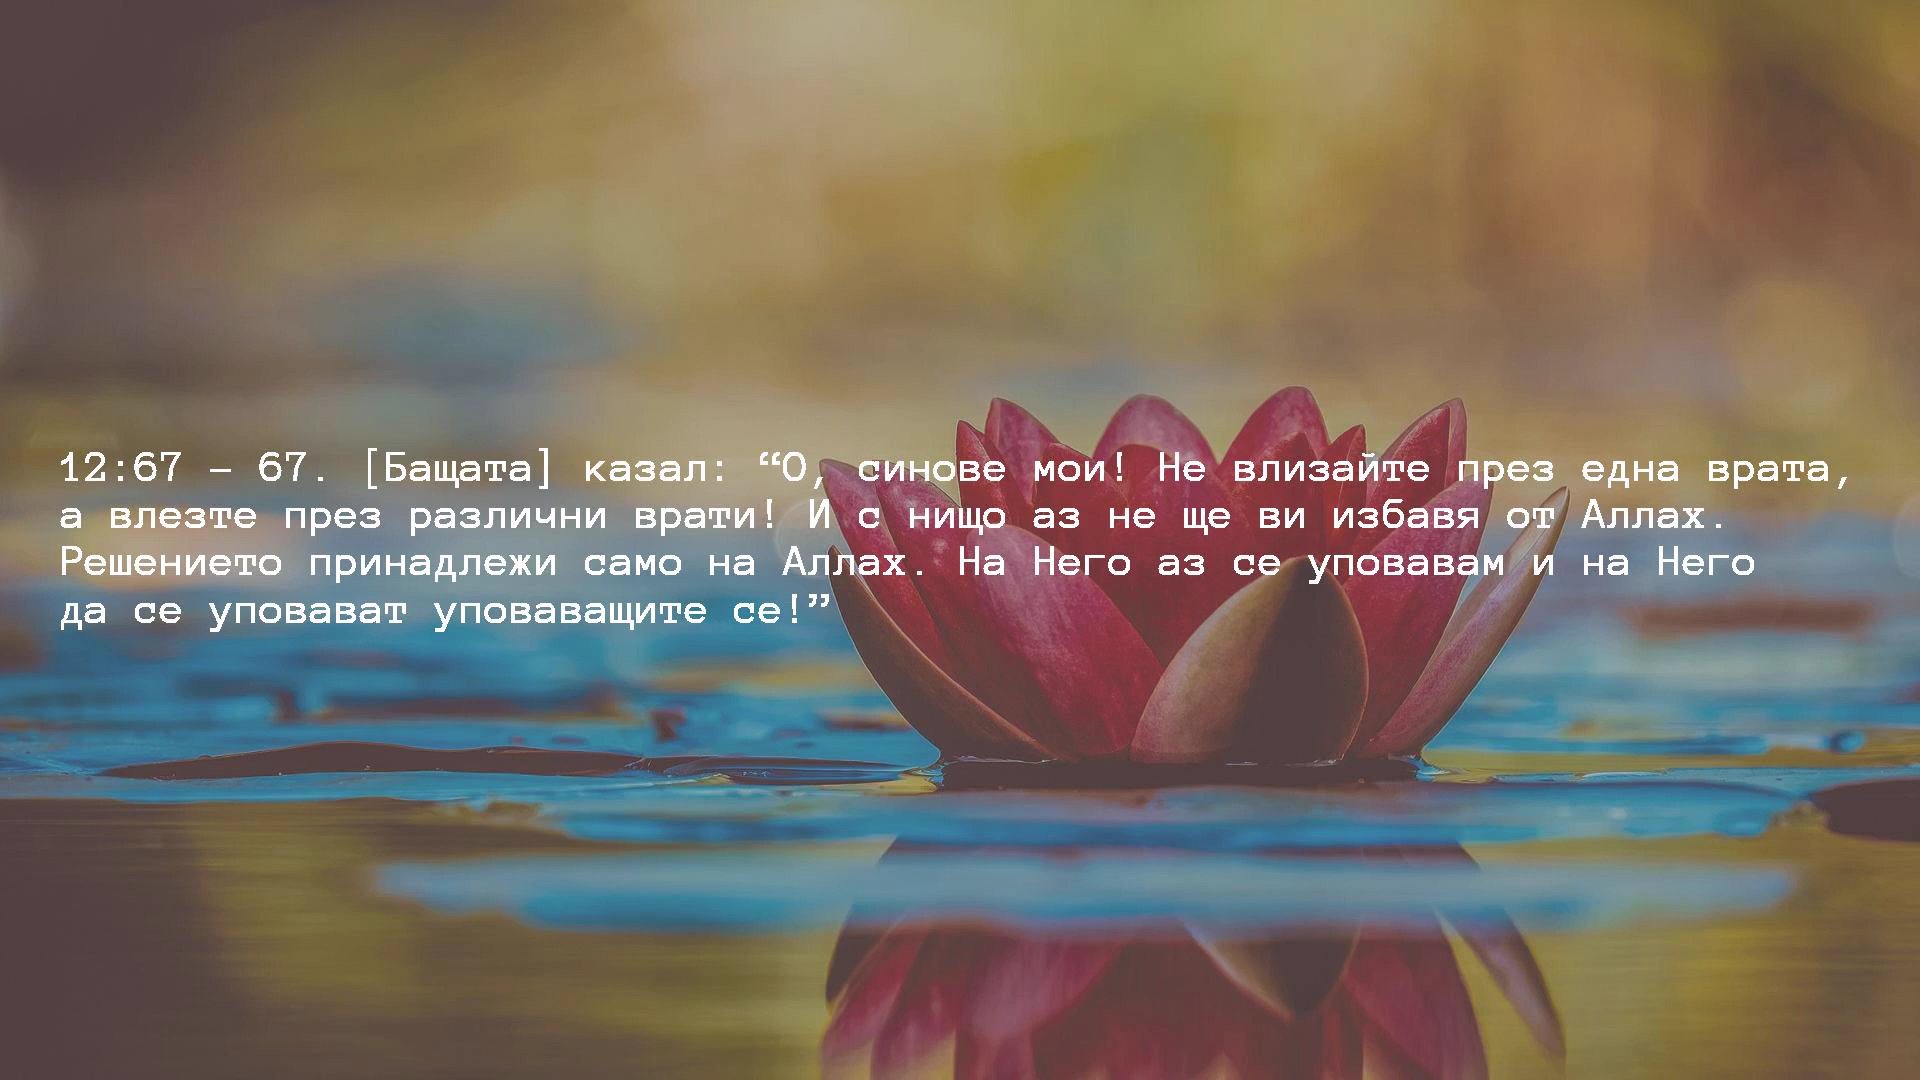 12:67 – 67. [Бащата] казал: “О, синове мои! Не влизайте през една врата,
а влезте през различни врати! И с нищо аз не ще ви избавя от Аллах.
Решението принадлежи само на Аллах. На Него аз се уповавам и на Него
да се уповават уповаващите се!”